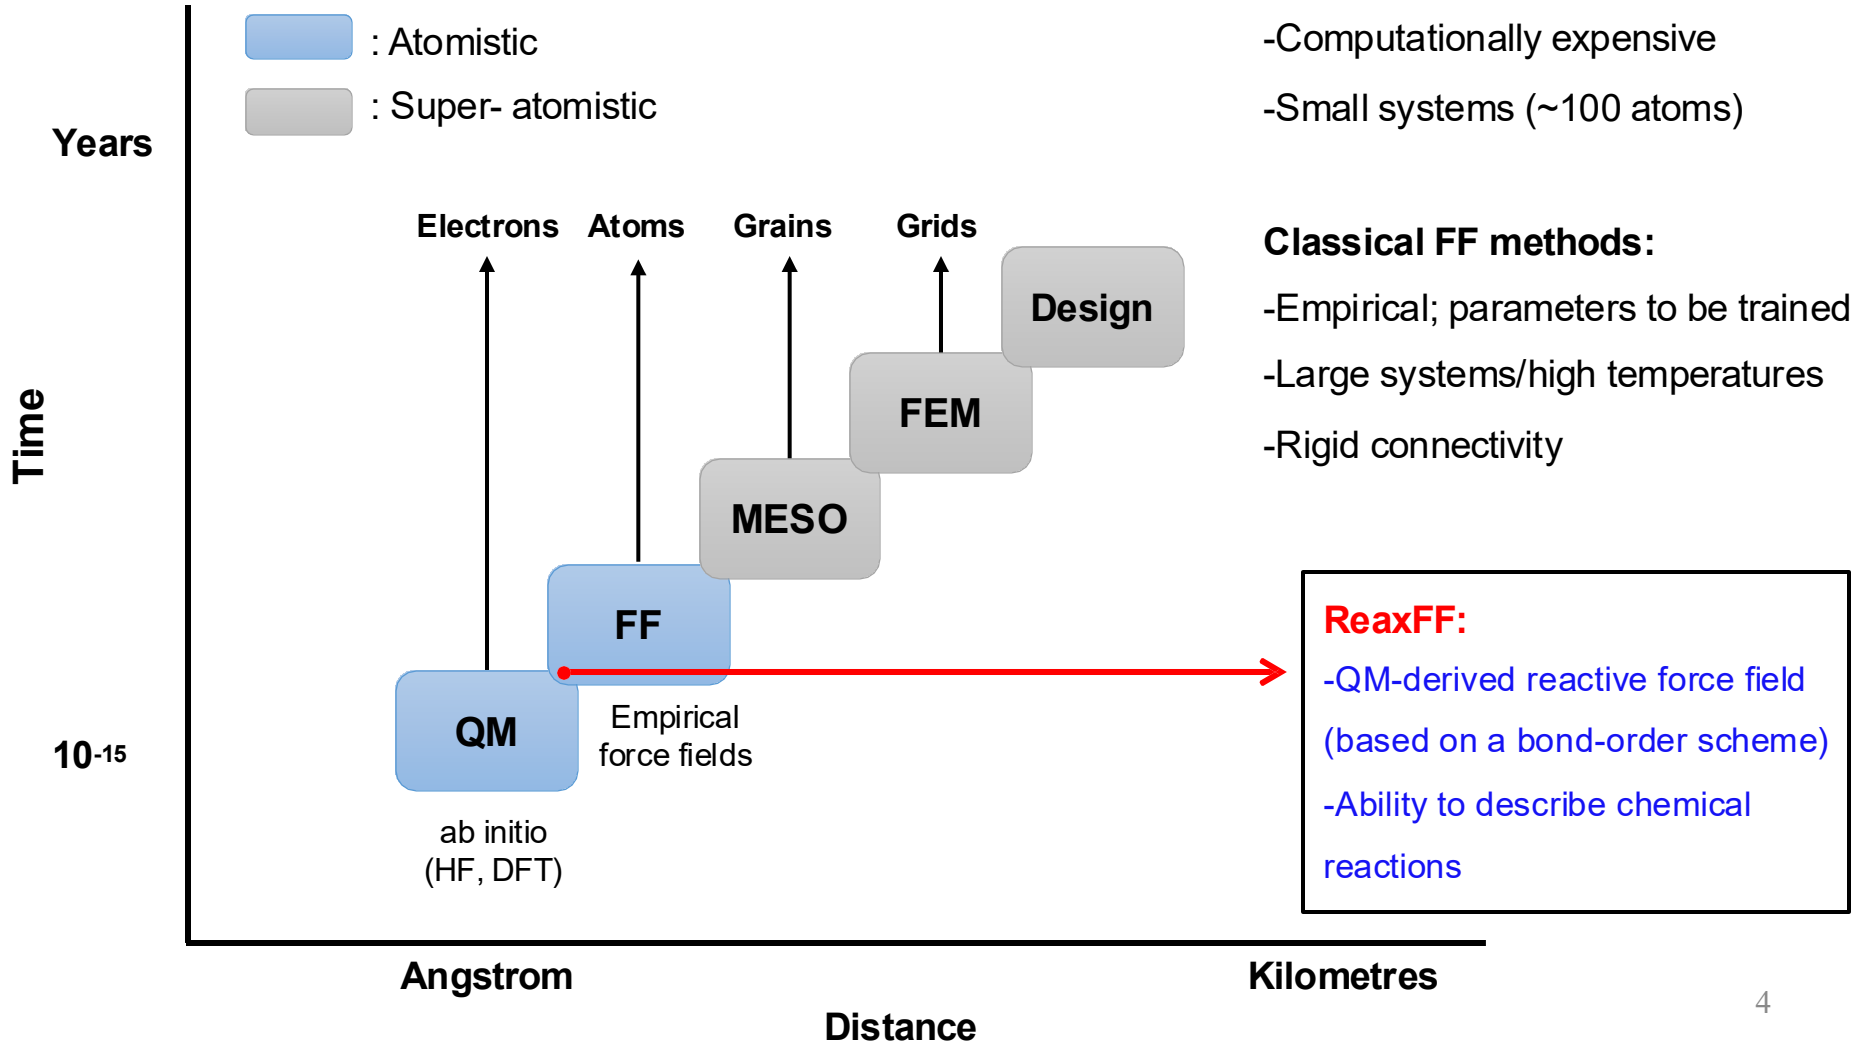 : Atomistic
: Super- atomistic
-Computationally expensive
-Small systems (~100 atoms)
Years
Electrons Atoms Grains Grids
Classical FF methods:
-Empirical; parameters to be trained
-Large systems/high temperatures
-Rigid connectivity
Design
FEM
MESO
FF
QM
Time
Empirical
force fields
10-15
ab initio
(HF, DFT)
ReaxFF:
-QM-derived reactive force field
(based on a bond-order scheme)
-Ability to describe chemical
reactions
Angstrom
Kilometres
Distance
4